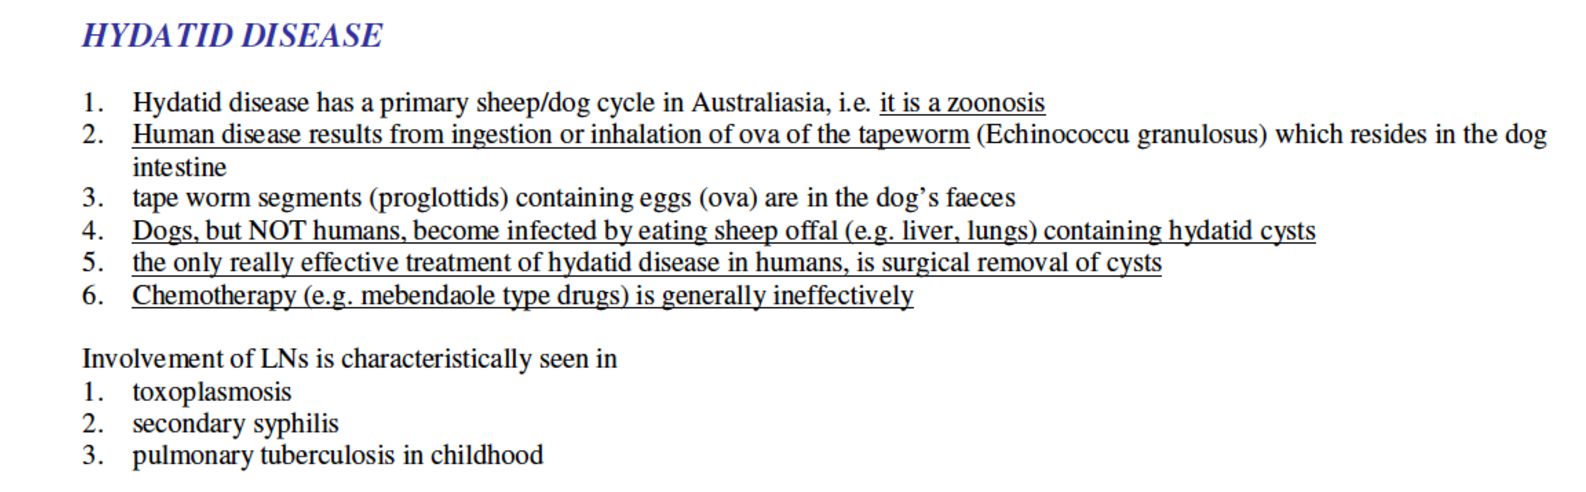 HYDATID DISEASE
1. Hydatid disease has a primary sheep/dog cycle in Australiasia, i.e. it is a zoonosis
2. Human disease results from ingestion or inhalation of ova of the tapeworm (Echinococcu granulosus) which resides in the dog
intestine
3. tape worm segments (proglottids) containing eggs (ova) are in the dog's faeces
4. Dogs, but NOT humans, become infected by eating sheep offal (e.g. liver, lungs) containing hydatid cysts
5. the only really effective treatment of hydatid disease in humans, is surgical removal of cysts
6. Chemotherapy (e.g. mebendaole type drugs) is generally ineffectively
Involvement of LNs is characteristically seen in
1. toxoplasmosis
2. secondary syphilis
3. pulmonary tuberculosis in childhood